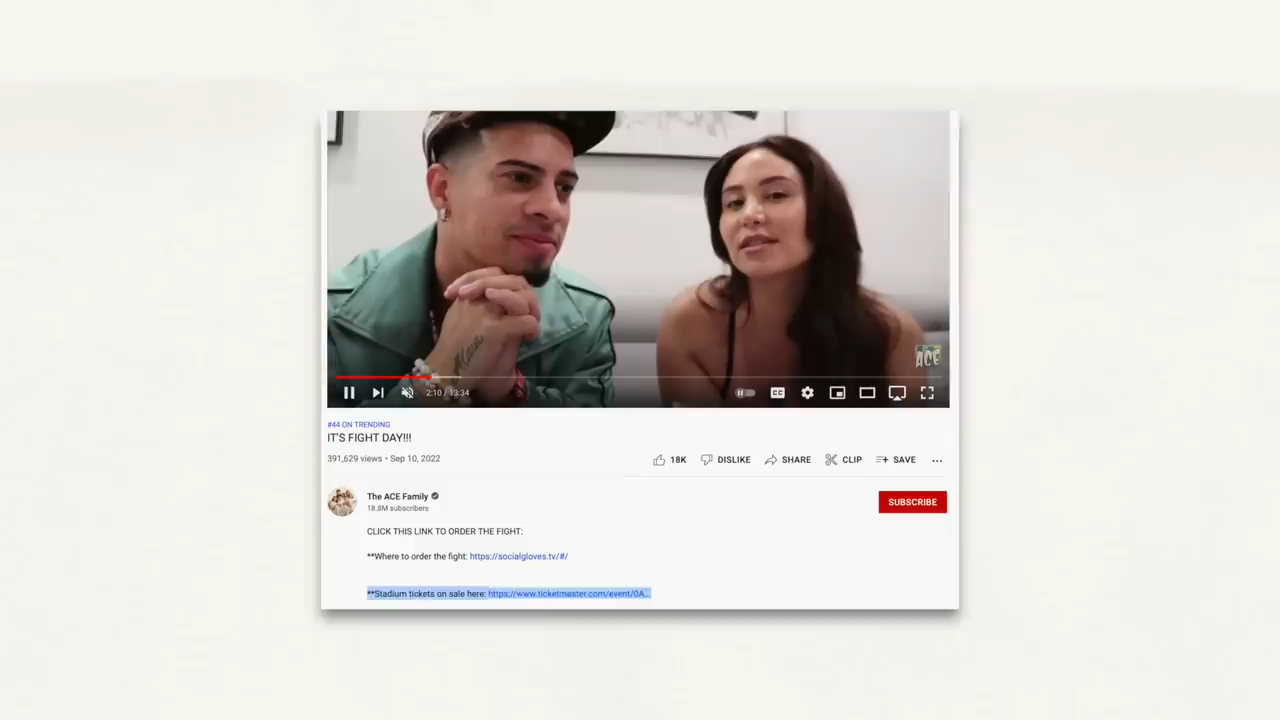 Maia
ACE
CC
2:10 / 13:34
#44 ON TRENDING
IT'S FIGHT DAY!!!
391,629 views • Sep 10, 2022
18K DISLIKE SHARE CLIP SAVE ...
The ACE Family
18.8M subscribers
SUBSCRIBE
CLICK THIS LINK TO ORDER THE FIGHT:
**Where to order the fight: https://socialgloves.tv/#/
**Stadium tickets on sale here: https://www.ticketmaster.com/event/0A...